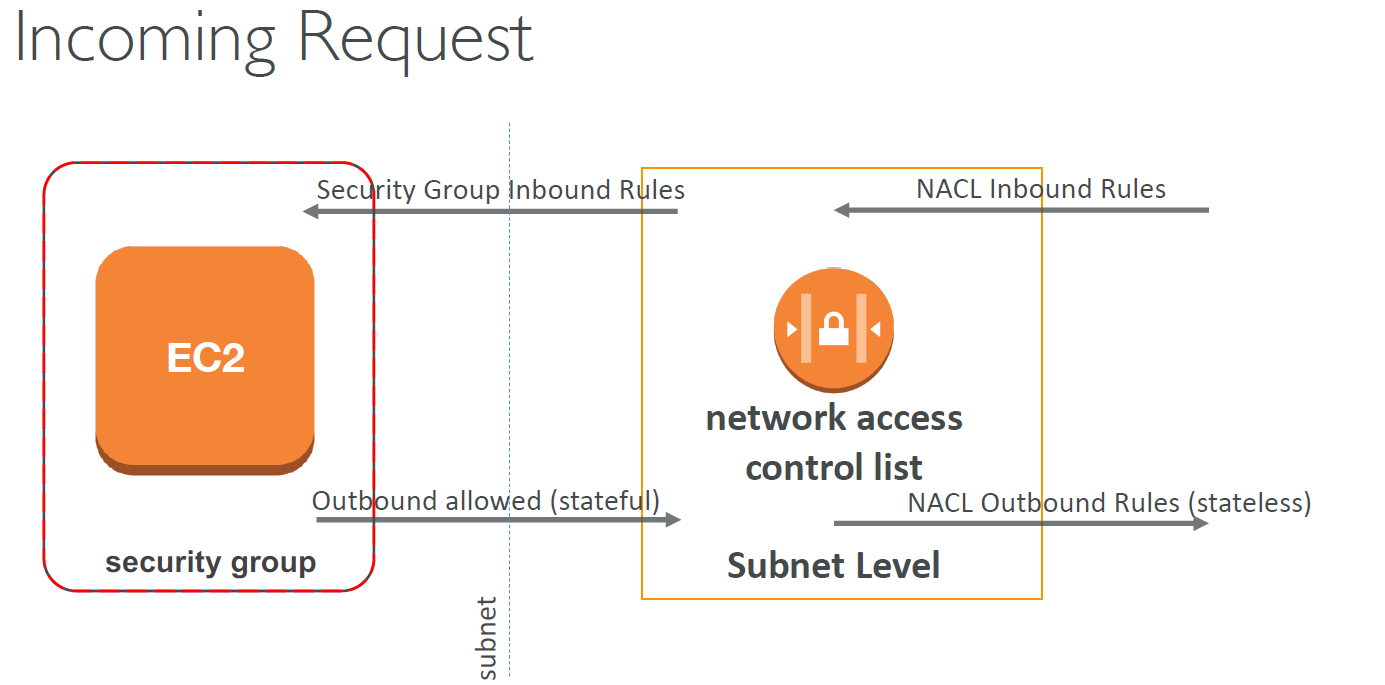 Incoming Request
Security Group Inbound Rules
NACL Inbound Rules
EC2
network access
control list
Outbound allowed (stateful)
NACL Outbound Rules (stateless)
security group
Subnet Level
subnet